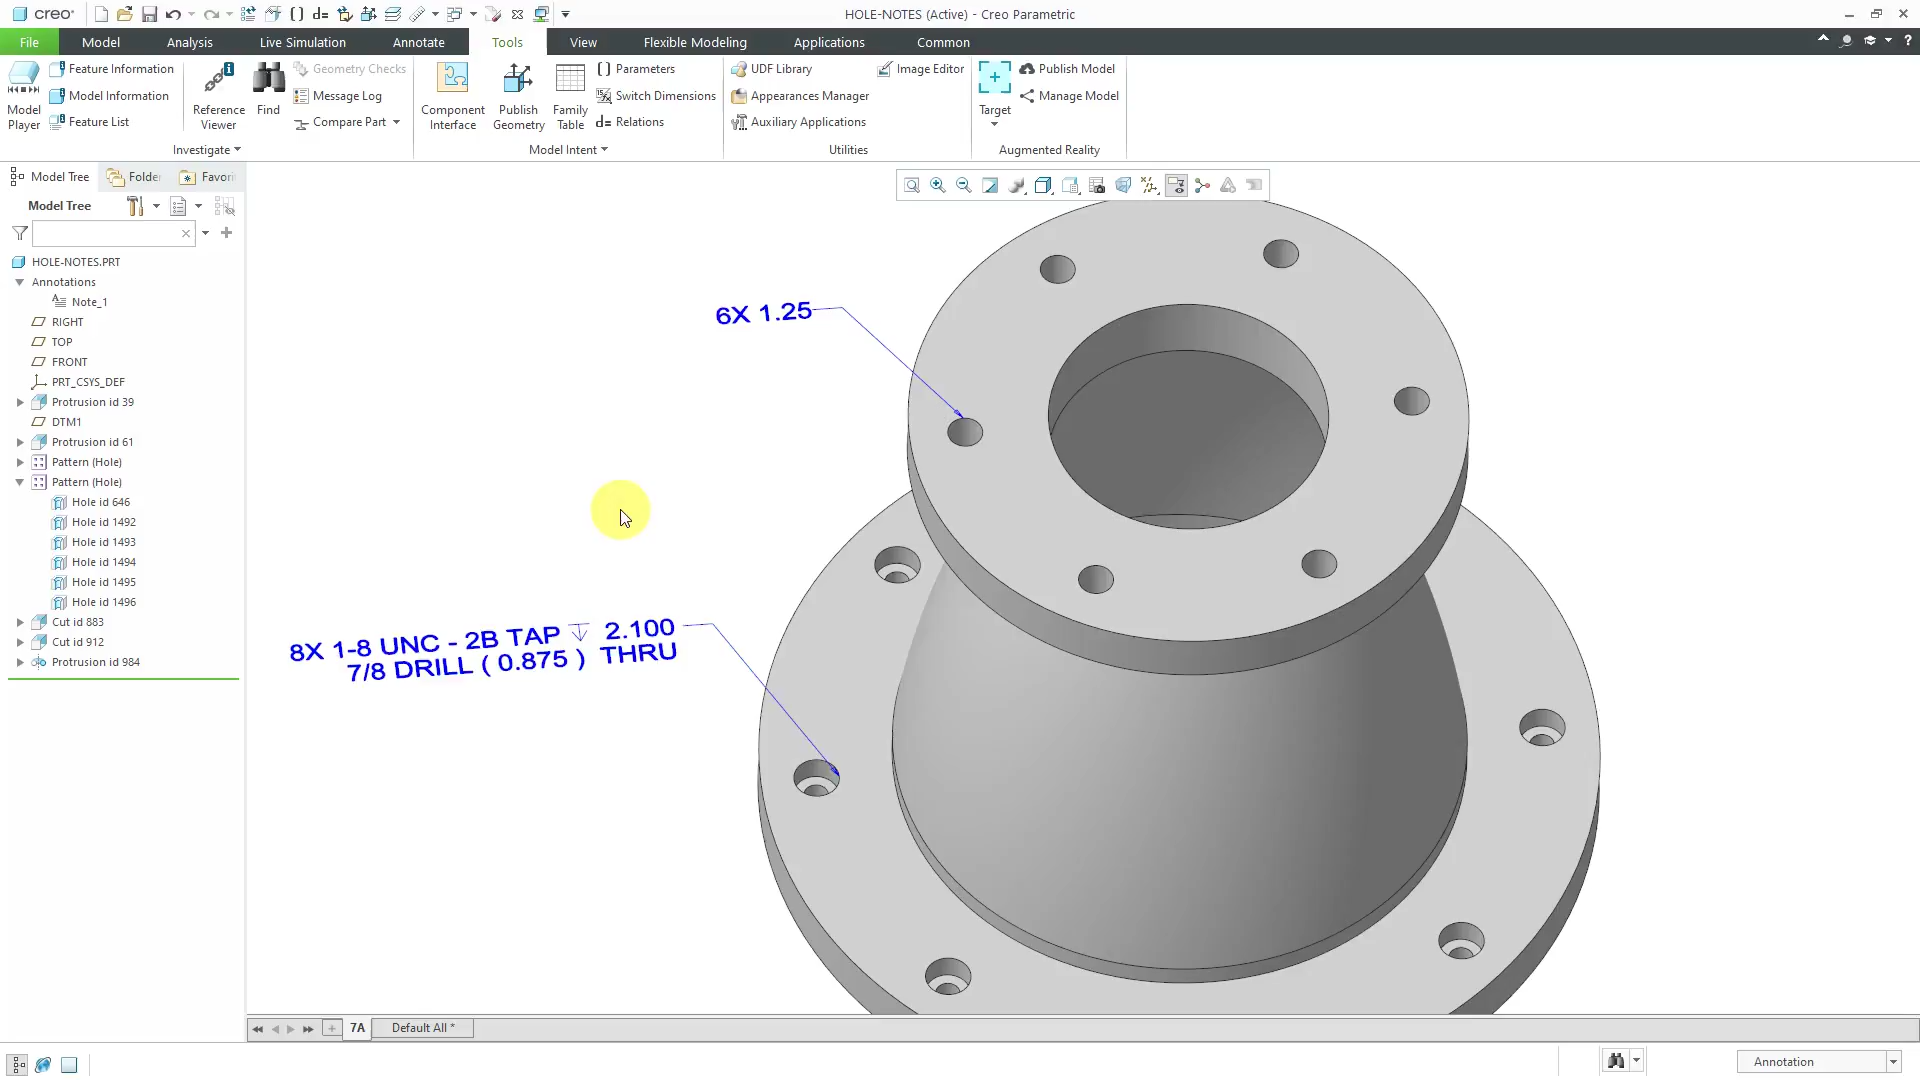 creo
HOLE-NOTES (Active) - Creo Parametric
File Model Analysis Live Simulation Annotate Tools View Flexible Modeling Applications Common
Model Player
Feature Information
Model Information
Feature List
Reference Viewer
Find
Geometry Checks
Message Log
Compare Part
Investigate
Component Interface
Publish Geometry
Family Table
Parameters
Switch Dimensions
d= Relations
Model Intent
UDF Library
Appearances Manager
Auxiliary Applications
Image Editor
Utilities
Target
Publish Model
Manage Model
Augmented Reality
Model Tree Folder Favori
Model Tree
HOLE-NOTES.PRT
Annotations
Note_1
RIGHT
TOP
FRONT
PRT_CSYS_DEF
Protrusion id 39
DTM1
Protrusion id 61
Pattern (Hole)
Pattern (Hole)
Hole id 646
Hole id 1492
Hole id 1493
Hole id 1494
Hole id 1495
Hole id 1496
Cut id 883
Cut id 912
Protrusion id 984
6X 1.25
8X 1-8 UNC - 2B TAP ↧ 2.100
7/8 DRILL ( 0.875 ) THRU
7A Default All *
Annotation